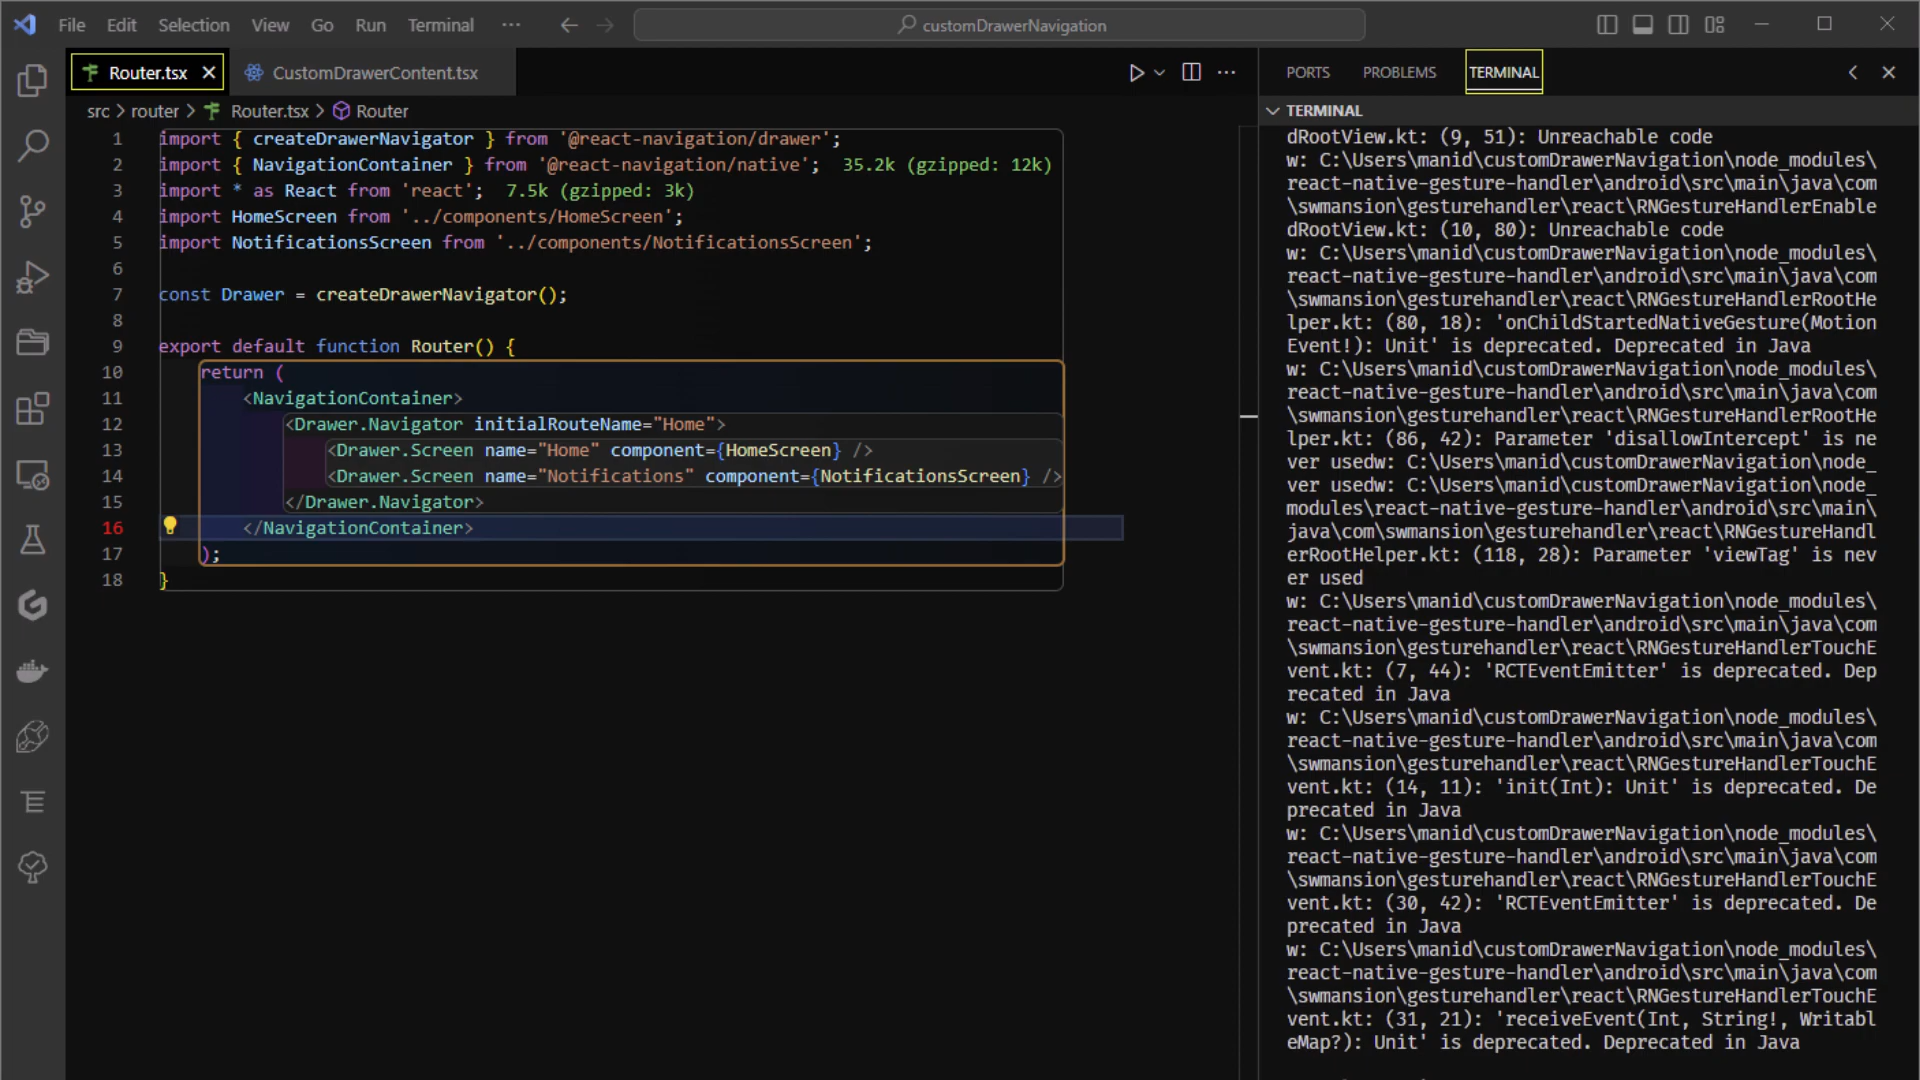 File Edit Selection View Go Run Terminal ··· customDrawerNavigation
Router.tsx CustomDrawerContent.tsx
src > router > Router.tsx > Router
1 import { createDrawerNavigator } from '@react-navigation/drawer';
2 import { NavigationContainer } from '@react-navigation/native'; 35.2k (gzipped: 12k)
3 import * as React from 'react'; 7.5k (gzipped: 3k)
4 import HomeScreen from '../components/HomeScreen';
5 import NotificationsScreen from '../components/NotificationsScreen';
6
7 const Drawer = createDrawerNavigator();
8
9 export default function Router() {
10 return (
11 <NavigationContainer>
12 <Drawer.Navigator initialRouteName="Home">
13 <Drawer.Screen name="Home" component={HomeScreen} />
14 <Drawer.Screen name="Notifications" component={NotificationsScreen} />
15 </Drawer.Navigator>
16 </NavigationContainer>
17 );
18 }
PORTS PROBLEMS TERMINAL
TERMINAL
dRootView.kt: (9, 51): Unreachable code
w: C:\Users\manid\customDrawerNavigation\node_modules\
react-native-gesture-handler\android\src\main\java\com
\swmansion\gesturehandler\react\RNGestureHandlerEnable
dRootView.kt: (10, 80): Unreachable code
w: C:\Users\manid\customDrawerNavigation\node_modules\
react-native-gesture-handler\android\src\main\java\com
\swmansion\gesturehandler\react\RNGestureHandlerRootHe
lper.kt: (80, 18): 'onChildStartedNativeGesture(Motion
Event!): Unit' is deprecated. Deprecated in Java
w: C:\Users\manid\customDrawerNavigation\node_modules\
react-native-gesture-handler\android\src\main\java\com
\swmansion\gesturehandler\react\RNGestureHandlerRootHe
lper.kt: (86, 42): Parameter 'disallowIntercept' is ne
ver usedw: C:\Users\manid\customDrawerNavigation\node_
ver usedw: C:\Users\manid\customDrawerNavigation\node_
modules\react-native-gesture-handler\android\src\main\
java\com\swmansion\gesturehandler\react\RNGestureHandl
erRootHelper.kt: (118, 28): Parameter 'viewTag' is nev
er used
w: C:\Users\manid\customDrawerNavigation\node_modules\
react-native-gesture-handler\android\src\main\java\com
\swmansion\gesturehandler\react\RNGestureHandlerTouchE
vent.kt: (7, 44): 'RCTEventEmitter' is deprecated. Dep
recated in Java
w: C:\Users\manid\customDrawerNavigation\node_modules\
react-native-gesture-handler\android\src\main\java\com
\swmansion\gesturehandler\react\RNGestureHandlerTouchE
vent.kt: (14, 11): 'init(Int): Unit' is deprecated. De
precated in Java
w: C:\Users\manid\customDrawerNavigation\node_modules\
react-native-gesture-handler\android\src\main\java\com
\swmansion\gesturehandler\react\RNGestureHandlerTouchE
vent.kt: (30, 42): 'RCTEventEmitter' is deprecated. De
precated in Java
w: C:\Users\manid\customDrawerNavigation\node_modules\
react-native-gesture-handler\android\src\main\java\com
\swmansion\gesturehandler\react\RNGestureHandlerTouchE
vent.kt: (31, 21): 'receiveEvent(Int, String!, Writabl
eMap?): Unit' is deprecated. Deprecated in Java